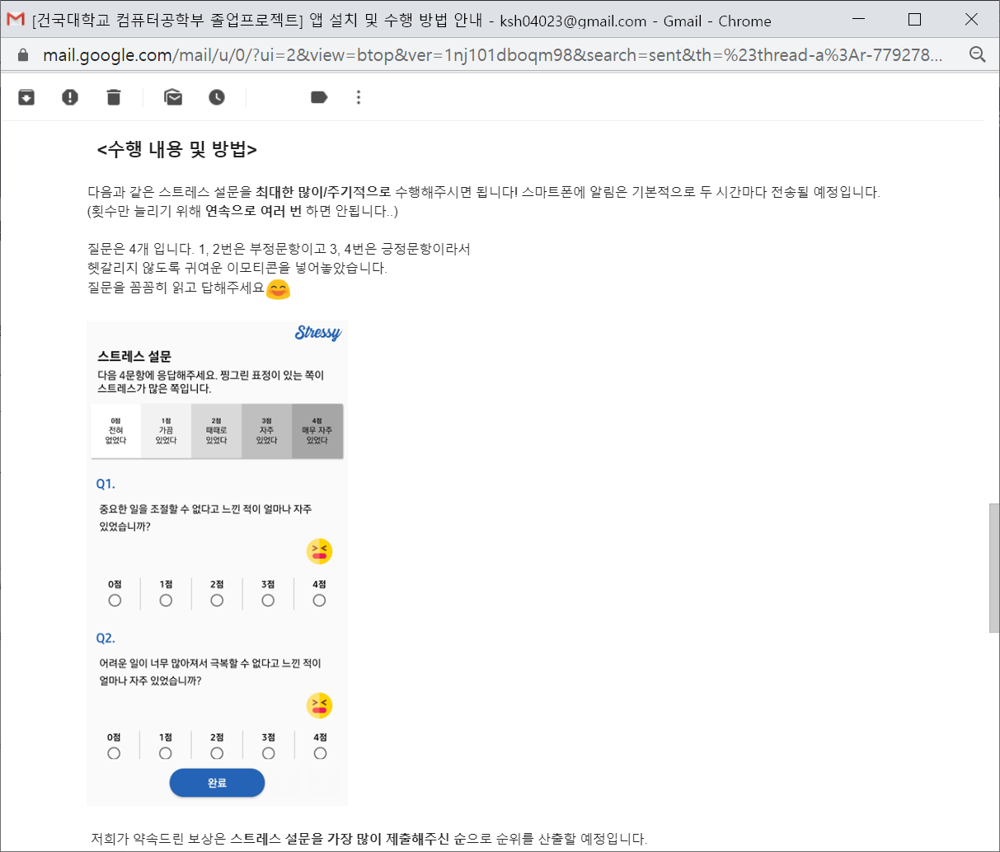 [건국대학교 컴퓨터공학부 졸업프로젝트] 앱 설치 및 수행 방법 안내 - ksh04023@gmail.com - Gmail - Chrome
mail.google.com/mail/u/0/?ui=2&view=btop&ver=1nj101dboqm98&search=sent&th=%23thread-a%3Ar-779278...
<수행 내용 및 방법>
다음과 같은 스트레스 설문을 최대한 많이/주기적으로 수행해주시면 됩니다! 스마트폰에 알림은 기본적으로 두 시간마다 전송될 예정입니다.
(횟수만 늘리기 위해 연속으로 여러 번 하면 안됩니다..)
질문은 4개 입니다. 1, 2번은 부정문항이고 3, 4번은 긍정문항이라서
헷갈리지 않도록 귀여운 이모티콘을 넣어놓았습니다.
질문을 꼼꼼히 읽고 답해주세요
Stressy
스트레스 설문
다음 4문항에 응답해주세요. 찡그린 표정이 있는 쪽이
스트레스가 많은 쪽입니다.
0점 1점 2점 3점 4점
전혀 가끔 때때로 자주 매우 자주
없었다 있었다 있었다 있었다 있었다
Q1.
중요한 일을 조절할 수 없다고 느낀 적이 얼마나 자주
있었습니까?
0점 1점 2점 3점 4점
Q2.
어려운 일이 너무 많아져서 극복할 수 없다고 느낀 적이
얼마나 자주 있었습니까?
0점 1점 2점 3점 4점
완료
저희가 약속드린 보상은 스트레스 설문을 가장 많이 제출해주신 순으로 순위를 산출할 예정입니다.